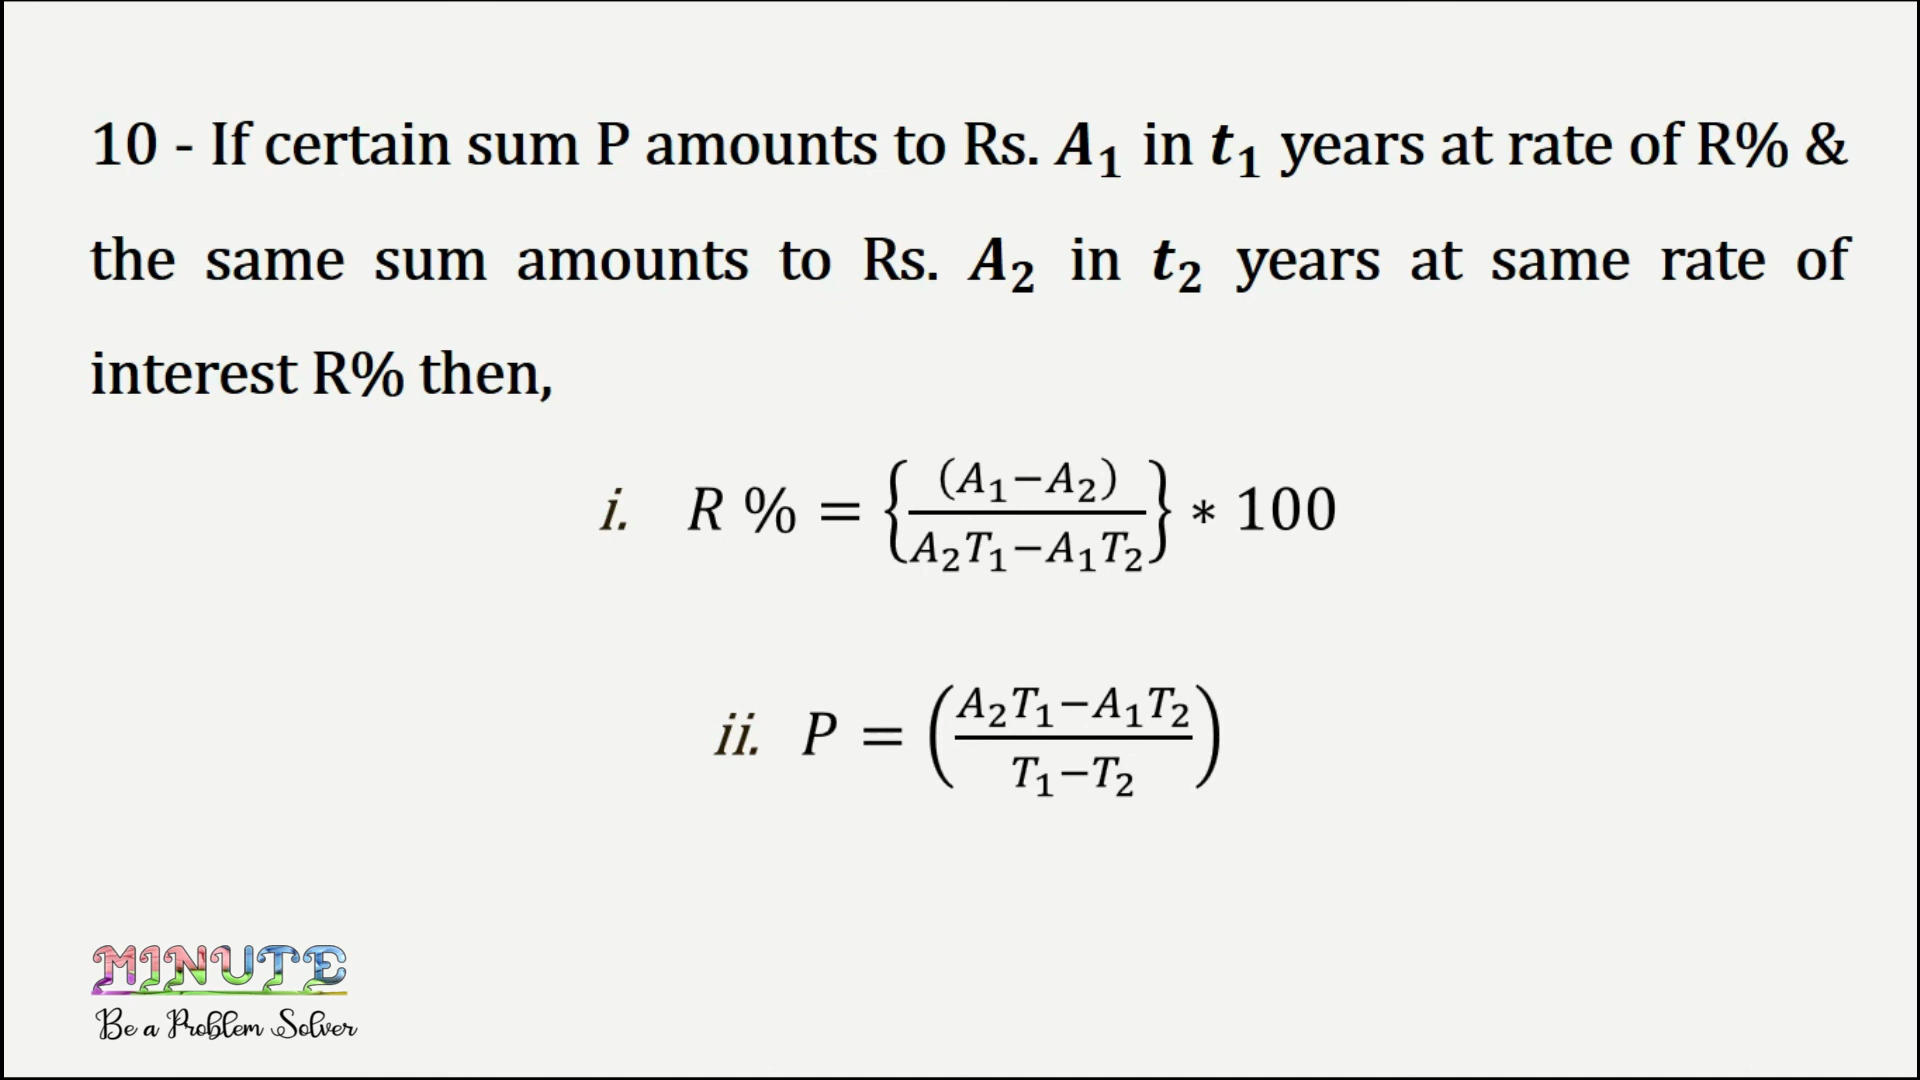 10 - If certain sum P amounts to Rs. A₁ in t₁ years at rate of R% &
the same sum amounts to Rs. A₂ in t₂ years at same rate of
interest R% then,
i. R % = {(A₁−A₂)/(A₂T₁−A₁T₂)} * 100
ii. P = ((A₂T₁−A₁T₂)/(T₁−T₂))
MINUTE
Be a Problem Solver